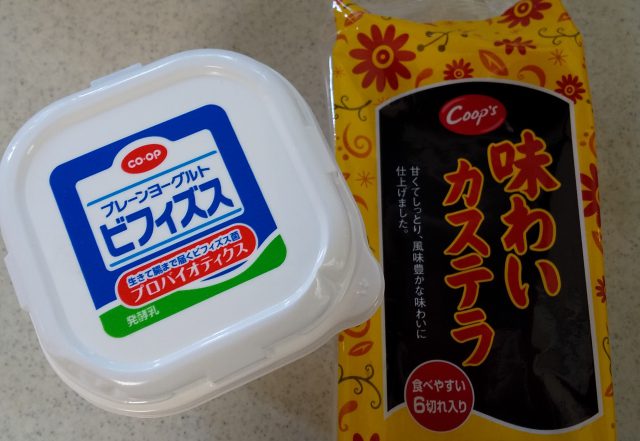 CO·OP
プレーンヨーグルト
ビフィズス
生きて腸まで届くビフィズス菌
プロバイオティクス
発酵乳
Coop's
味わい
カステラ
甘くてしっとり、風味豊かな味わいに
仕上げました。
食べやすい
6切れ入り